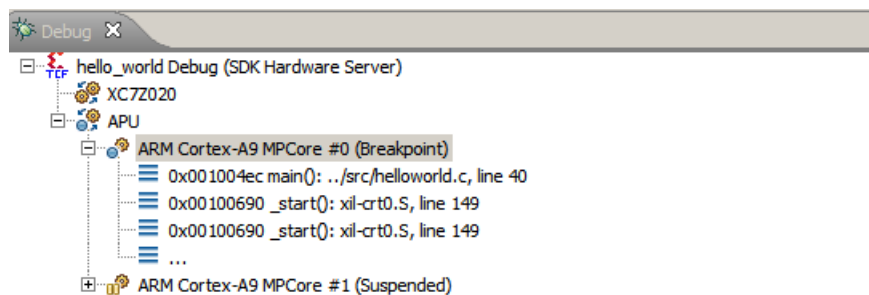 Debug
hello_world Debug (SDK Hardware Server)
TCF
XC7Z020
APU
ARM Cortex-A9 MPCore #0 (Breakpoint)
0x001004ec main(): ../src/helloworld.c, line 40
0x00100690 _start(): xil-crt0.S, line 149
0x00100690 _start(): xil-crt0.S, line 149
...
ARM Cortex-A9 MPCore #1 (Suspended)